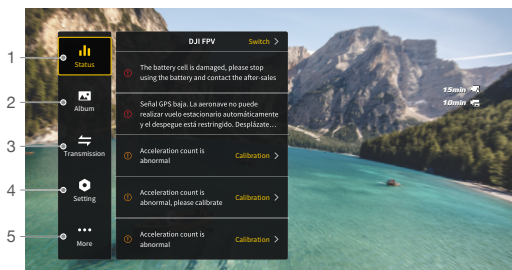 DJI FPV
Switch >
1
Status
The battery cell is damaged, please stop
using the battery and contact the after-sales
2
Album
Señal GPS baja. La aeronave no puede
realizar vuelo estacionario automáticamente
y el despegue está restringido. Desplázate...
3
Transmission
Acceleration count is
abnormal
Calibration >
4
Setting
Acceleration count is
abnormal, please calibrate
Calibration >
5
More
Acceleration count is
abnormal
Calibration >
15min
10min